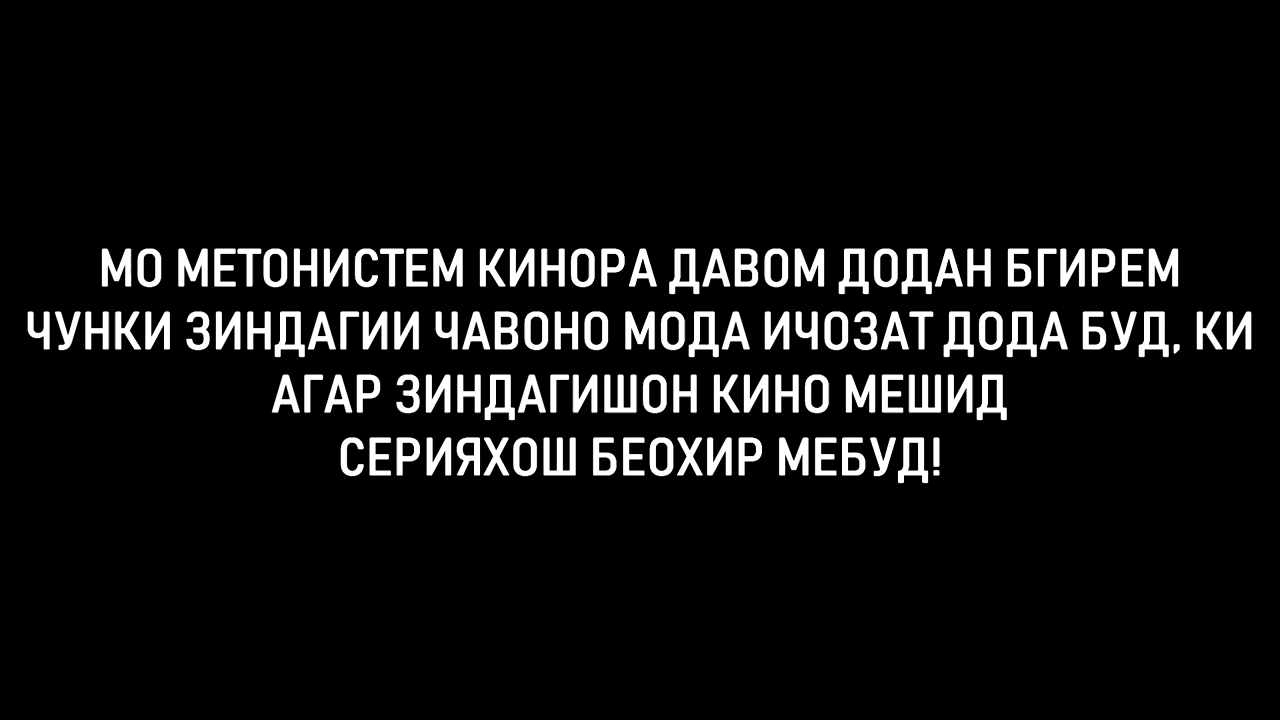 МО МЕТОНИСТЕМ КИНОРА ДАВОМ ДОДАН БГИРЕМ
ЧУНКИ ЗИНДАГИИ ЧАВОНО МОДА ИЧОЗАТ ДОДА БУД, КИ
АГАР ЗИНДАГИШОН КИНО МЕШИД
СЕРИЯХОШ БЕОХИР МЕБУД!